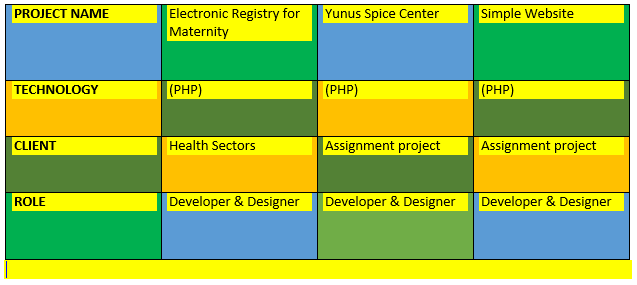 PROJECT NAME Electronic Registry for Maternity Yunus Spice Center Simple Website
TECHNOLOGY (PHP) (PHP) (PHP)
CLIENT Health Sectors Assignment project Assignment project
ROLE Developer & Designer Developer & Designer Developer & Designer